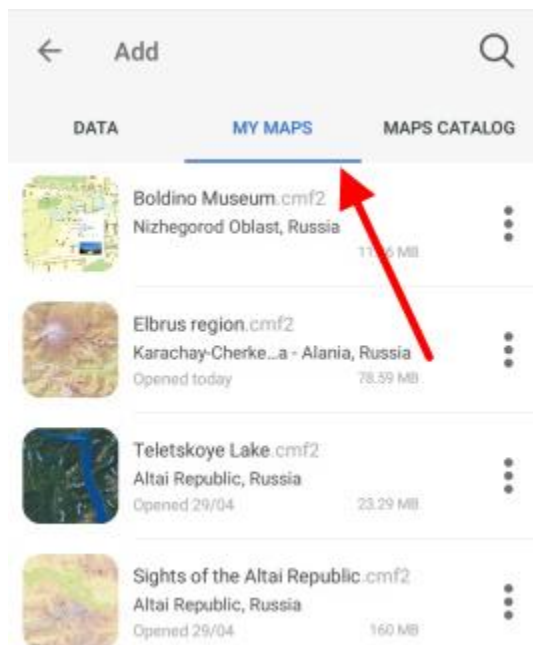 Add
DATA MY MAPS MAPS CATALOG
Boldino Museum.cmf2
Nizhegorod Oblast, Russia
MB
Elbrus region.cmf2
Karachay-Cherke...a - Alania, Russia
Opened today 78.59 MB
Teletskoye Lake.cmf2
Altai Republic, Russia
Opened 29/04 23.29 MB
Sights of the Altai Republic.cmf2
Altai Republic, Russia
Opened 29/04 160 MB